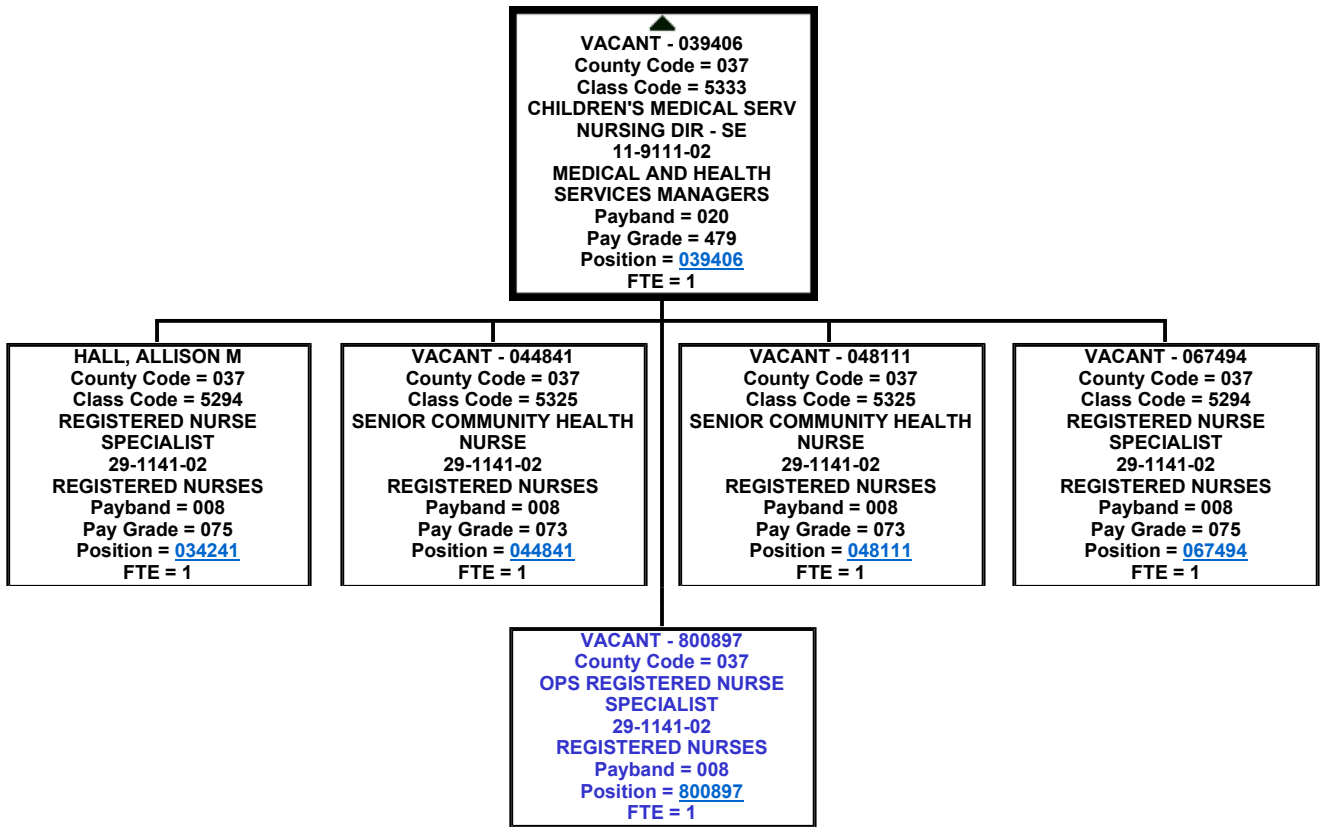 VACANT - 039406
County Code = 037
Class Code = 5333
CHILDREN'S MEDICAL SERV
NURSING DIR - SE
11-9111-02
MEDICAL AND HEALTH
SERVICES MANAGERS
Payband = 020
Pay Grade = 479
Position = 039406
FTE = 1
HALL, ALLISON M
County Code = 037
Class Code = 5294
REGISTERED NURSE
SPECIALIST
29-1141-02
REGISTERED NURSES
Payband = 008
Pay Grade = 075
Position = 034241
FTE = 1
VACANT - 044841
County Code = 037
Class Code = 5325
SENIOR COMMUNITY HEALTH
NURSE
29-1141-02
REGISTERED NURSES
Payband = 008
Pay Grade = 073
Position = 044841
FTE = 1
VACANT - 048111
County Code = 037
Class Code = 5325
SENIOR COMMUNITY HEALTH
NURSE
29-1141-02
REGISTERED NURSES
Payband = 008
Pay Grade = 073
Position = 048111
FTE = 1
VACANT - 067494
County Code = 037
Class Code = 5294
REGISTERED NURSE
SPECIALIST
29-1141-02
REGISTERED NURSES
Payband = 008
Pay Grade = 075
Position = 067494
FTE = 1
VACANT - 800897
County Code = 037
OPS REGISTERED NURSE
SPECIALIST
29-1141-02
REGISTERED NURSES
Payband = 008
Position = 800897
FTE = 1